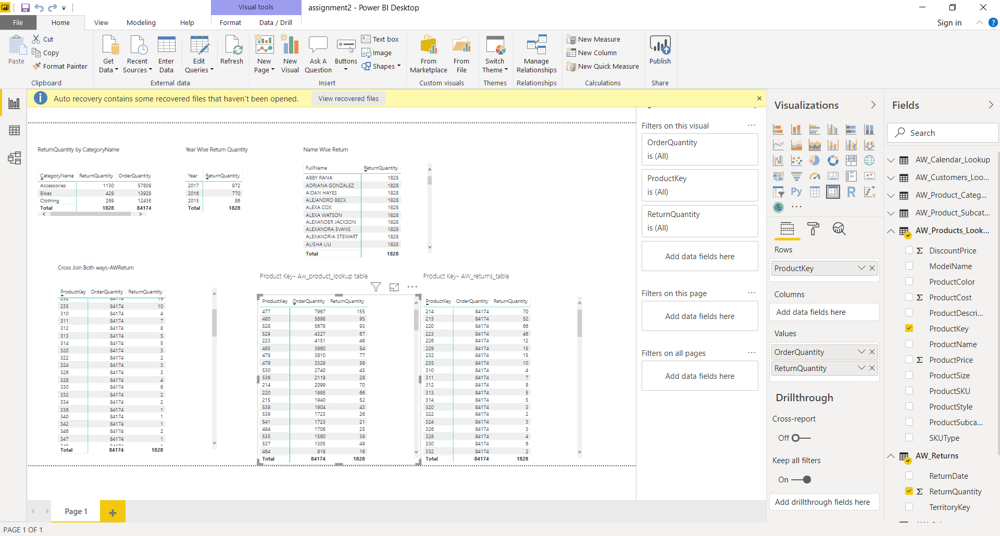 Visual tools
assignment2 - Power BI Desktop
File
Home
View
Modeling
Help
Format
Data / Drill
Sign in
Paste
Cut
Copy
Format Painter
Clipboard
Get Data
Recent Sources
Enter Data
Edit Queries
Refresh
External data
New Page
New Visual
Ask A Question
Buttons
Text box
Image
Shapes
Insert
From Marketplace
From File
Custom visuals
Switch Theme
Themes
Manage Relationships
Relationships
New Measure
New Column
New Quick Measure
Calculations
Publish
Share
Auto recovery contains some recovered files that haven't been opened.
View recovered files
ReturnQuantity by CategoryName
CategoryName ReturnQuantity OrderQuantity
Accessories 1130 57809
Bikes 429 13929
Clothing 269 12436
Total 1828 84174
Year Wise Return Quantity
Year ReturnQuantity
2017 972
2016 770
2015 86
Total 1828
Name Wise Return
FullName ReturnQuantity
ABBY RANA 1828
ADRIANA GONZALEZ 1828
AIDAN HAYES 1828
ALEJANDRO BECK 1828
ALEXA COX 1828
ALEXA WATSON 1828
ALEXANDER JACKSON 1828
ALEXANDRA EVANS 1828
ALEXANDRIA STEWART 1828
ALISHA LIU 1828
Total 1828
Cross Join Both ways-AWReturn
ProductKey OrderQuantity ReturnQuantity
232 84174 15
235 84174 10
310 84174 4
311 84174 7
312 84174 8
313 84174 5
314 84174 5
320 84174 3
322 84174 2
324 84174 3
326 84174 3
328 84174 4
330 84174 6
332 84174 2
334 84174 2
336 84174 1
340 84174 1
342 84174 1
346 84174 2
347 84174 1
Total 84174 1828
Product Key- Aw_product_lookup table
ProductKey OrderQuantity ReturnQuantity
477 7967 155
480 5898 95
528 5678 93
529 4327 67
223 4151 46
485 3960 54
478 3810 77
479 3329 56
530 2740 45
536 2119 28
214 2099 70
220 1995 66
215 1940 52
538 1904 43
539 1723 26
541 1723 21
484 1706 25
535 1560 39
537 1305 49
464 918 16
Total 84174 1828
Product Key- AW_returns_table
ProductKey OrderQuantity ReturnQuantity
214 84174 70
215 84174 52
220 84174 66
223 84174 46
226 84174 12
229 84174 15
232 84174 15
235 84174 10
310 84174 4
311 84174 7
312 84174 8
313 84174 5
314 84174 5
320 84174 3
322 84174 2
324 84174 3
326 84174 3
328 84174 4
330 84174 6
332 84174 2
Total 84174 1828
Filters on this visual
OrderQuantity
is (All)
ProductKey
is (All)
ReturnQuantity
is (All)
Add data fields here
Filters on this page
Add data fields here
Filters on all pages
Add data fields here
Visualizations
123
Py
R
Rows
ProductKey
Columns
Add data fields here
Values
OrderQuantity
ReturnQuantity
Drillthrough
Cross-report
Off
Keep all filters
On
Add drillthrough fields here
Fields
Search
AW_Calendar_Lookup
AW_Customers_Loo...
AW_Product_Categ...
AW_Product_Subcat...
AW_Products_Look...
Σ DiscountPrice
ModelName
ProductColor
Σ ProductCost
ProductDescri...
ProductKey
ProductName
Σ ProductPrice
ProductSize
ProductSKU
ProductStyle
ProductSubca...
SKUType
AW_Returns
ReturnDate
Σ ReturnQuantity
TerritoryKey
Page 1
PAGE 1 OF 1